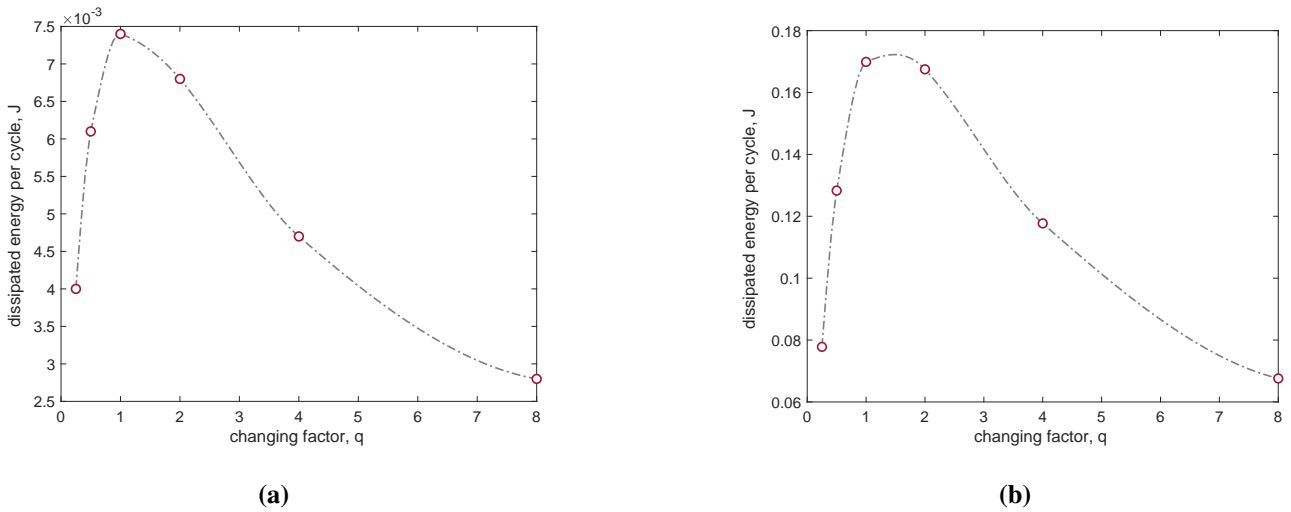 ×10⁻³
7.5
7
6.5
6
5.5
5
4.5
4
3.5
3
2.5
dissipated energy per cycle, J
0 1 2 3 4 5 6 7 8
changing factor, q
(a)
0.18
0.16
0.14
0.12
0.1
0.08
0.06
dissipated energy per cycle, J
0 1 2 3 4 5 6 7 8
changing factor, q
(b)